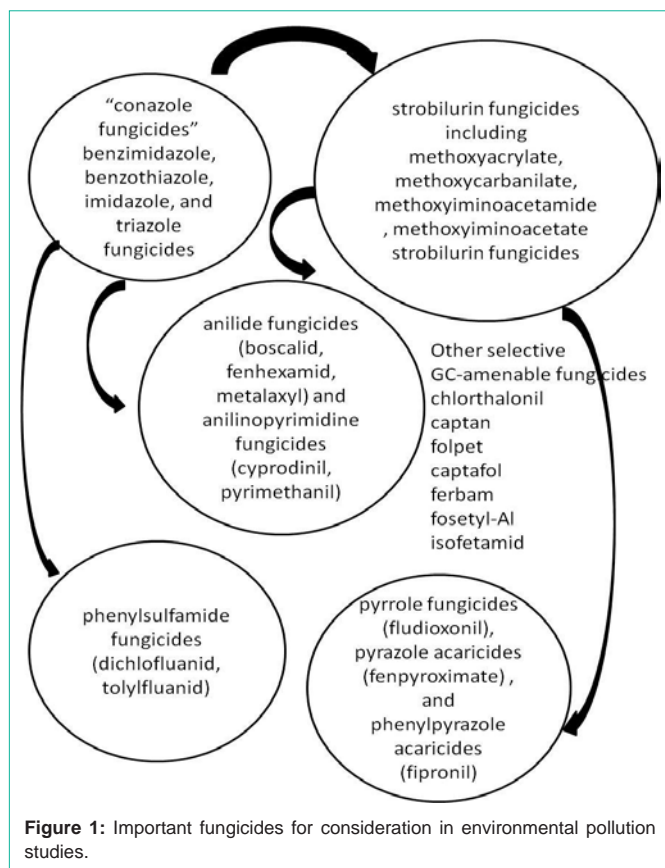 “conazole
fungicides”
benzimidazole,
benzothiazole,
imidazole, and
triazole
fungicides
strobilurin fungicides
including
methoxyacrylate,
methoxycarbanilate,
methoxyiminoacetamide
, methoxyiminoacetate
strobilurin fungicides
anilide fungicides
(boscalid,
fenhexamid,
metalaxyl) and
anilinopyrimidine
fungicides
(cyprodinil,
pyrimethanil)
Other selective
GC-amenable fungicides
chlorthalonil
captan
folpet
captafol
ferbam
fosetyl-Al
isofetamid
phenylsulfamide
fungicides
(dichlofluanid,
tolylfluanid)
pyrrole fungicides
(fludioxonil),
pyrazole acaricides
(fenpyroximate) ,
and
phenylpyrazole
acaricides
(fipronil)
Figure 1: Important fungicides for consideration in environmental pollution
studies.